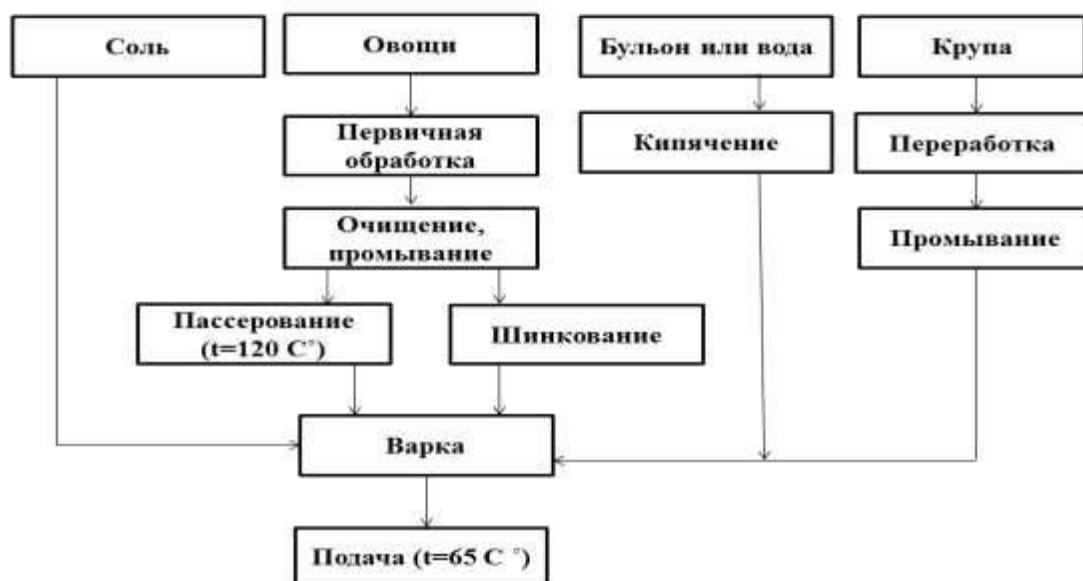 Соль
Овощи
Бульон или вода
Крупа
Первичная
обработка
Кипячение
Переработка
Очищение,
промывание
Промывание
Пассерование
(t=120 C˚)
Шинкование
Варка
Подача (t=65 C ˚)